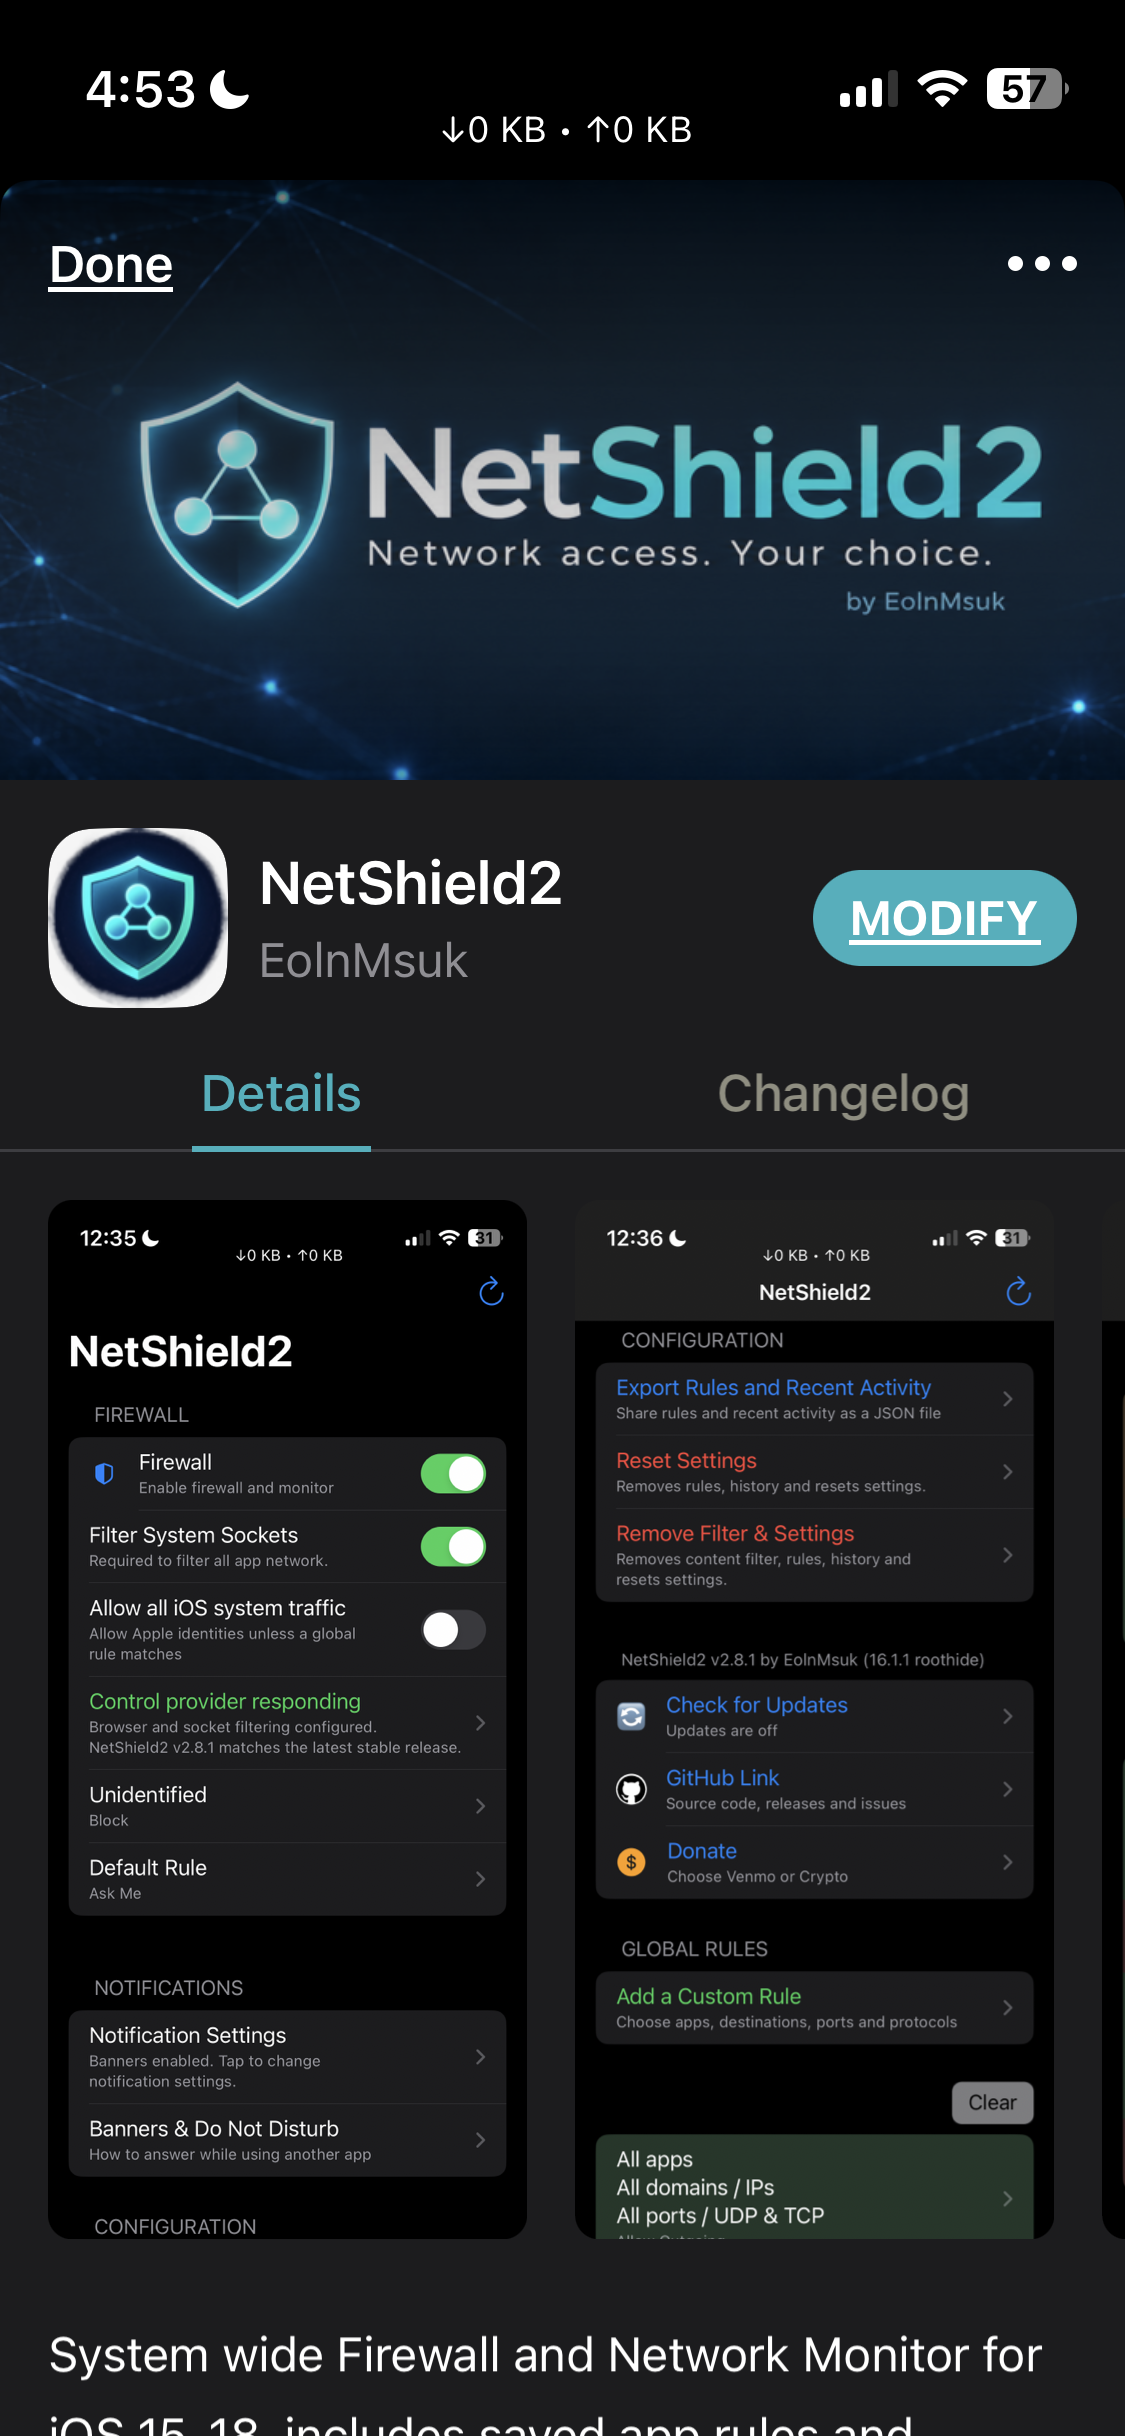 4:53
57
↓0 KB • ↑0 KB
Done
NetShield2
Network access. Your choice.
by EolnMsuk
NetShield2
EolnMsuk
MODIFY
Details
Changelog
12:35
31
↓0 KB • ↑0 KB
NetShield2
FIREWALL
Firewall
Enable firewall and monitor
Filter System Sockets
Required to filter all app network.
Allow all iOS system traffic
Allow Apple identities unless a global
rule matches
Control provider responding
Browser and socket filtering configured.
NetShield2 v2.8.1 matches the latest stable release.
Unidentified
Block
Default Rule
Ask Me
NOTIFICATIONS
Notification Settings
Banners enabled. Tap to change
notification settings.
Banners & Do Not Disturb
How to answer while using another app
CONFIGURATION
12:36
31
↓0 KB • ↑0 KB
NetShield2
CONFIGURATION
Export Rules and Recent Activity
Share rules and recent activity as a JSON file
Reset Settings
Removes rules, history and resets settings.
Remove Filter & Settings
Removes content filter, rules, history and
resets settings.
NetShield2 v2.8.1 by EolnMsuk (16.1.1 roothide)
Check for Updates
Updates are off
GitHub Link
Source code, releases and issues
$
Donate
Choose Venmo or Crypto
GLOBAL RULES
Add a Custom Rule
Choose apps, destinations, ports and protocols
Clear
All apps
All domains / IPs
All ports / UDP & TCP
Allow Outgoing
System wide Firewall and Network Monitor for
iOS 15-18, includes saved app rules and